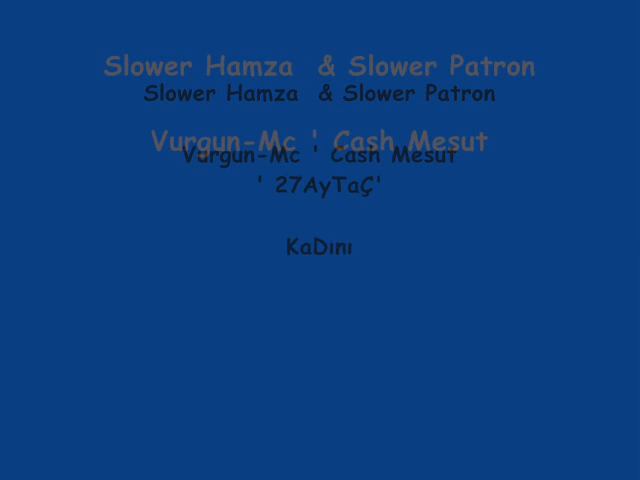 Slower Hamza & Slower Patron
Slower Hamza & Slower Patron
Vurgun-Mc ' Cash Mesut
Vurgun-Mc ' Cash Mesut
' 27AyTaÇ'
KaDını